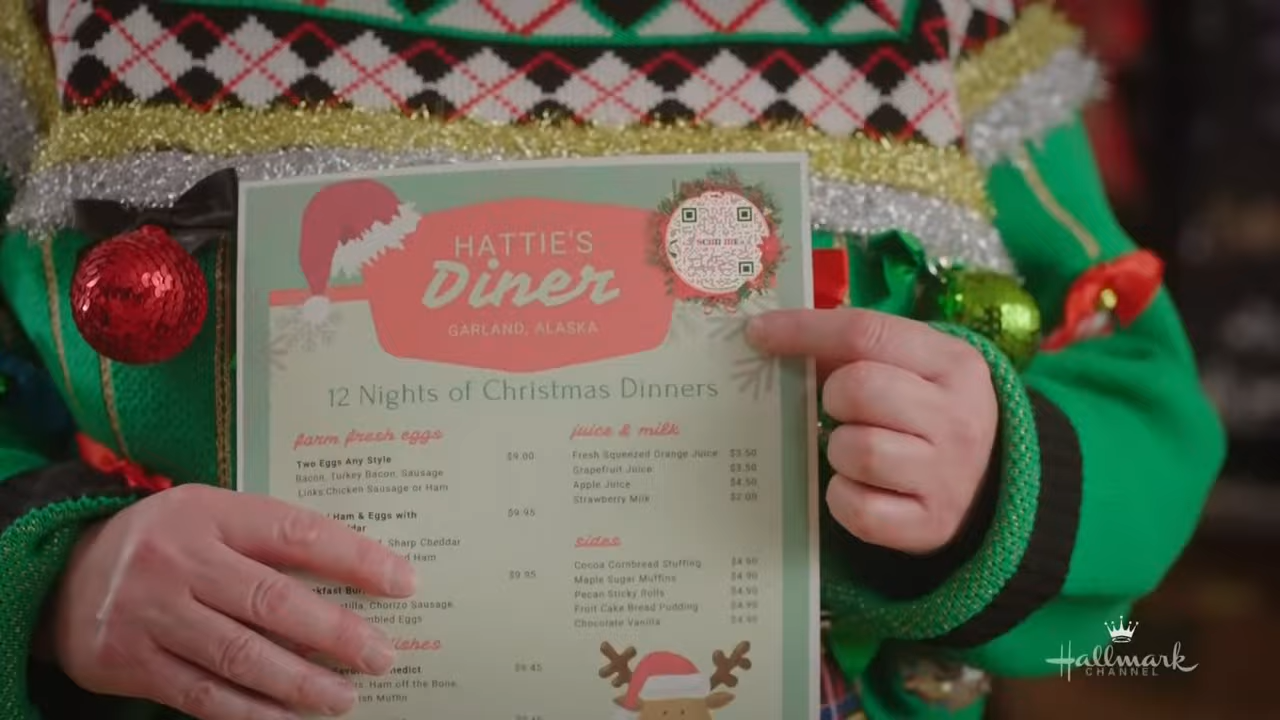 HATTIE'S
Diner
GARLAND, ALASKA
SCAN ME
12 Nights of Christmas Dinners
farm fresh eggs
Two Eggs Any Style $9.00
Bacon, Turkey Bacon, Sausage
Links, Chicken Sausage or Ham
Ham & Eggs with $9.95
Sharp Cheddar
Ham
$9.95
Chorizo Sausage
Eggs
$9.45
Ham off the Bone
Muffin
juice & milk
Fresh Squeezed Orange Juice $3.50
Grapefruit Juice $3.50
Apple Juice $4.50
Strawberry Milk $2.00
sides
Cocoa Cornbread Stuffing $4.90
Maple Sugar Muffins $4.90
Pecan Sticky Rolls $4.90
Fruit Cake Bread Pudding $4.90
Chocolate Vanilla $4.90
Hallmark
CHANNEL